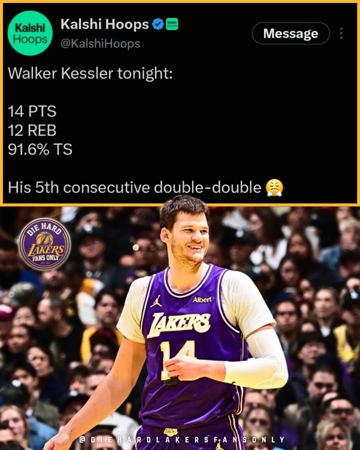 Kalshi
Hoops
Kalshi Hoops
@KalshiHoops
Message
Walker Kessler tonight:
14 PTS
12 REB
91.6% TS
His 5th consecutive double-double 😤
DIE HARD
LAKERS
FANS ONLY
Albert
LAKERS
14
@DIEHARDLAKERSFANSONLY